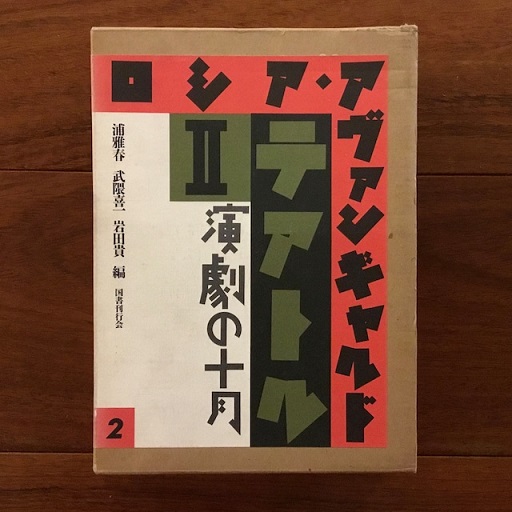 ロシア・アヴァンギャルド
テアトル
II
演劇の十月
浦雅春 武隈喜一 岩田貴 編
国書刊行会
2